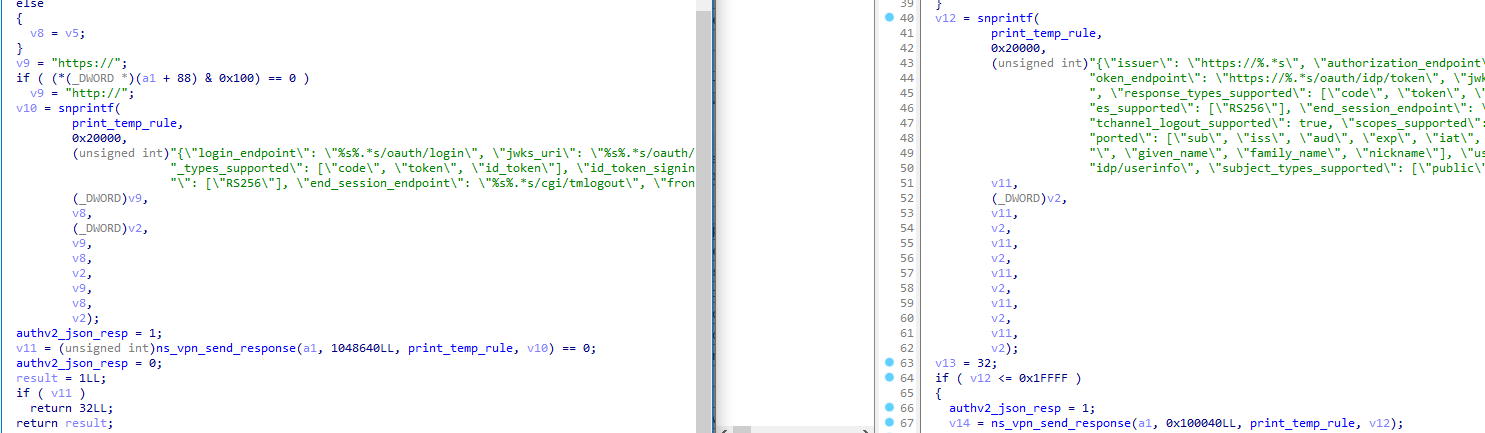 else
{
v8 = v5;
}
v9 = "https://";
if ( (*(_DWORD *)(a1 + 88) & 0x100) == 0 )
v9 = "http://";
v10 = snprintf(
print_temp_rule,
0x20000,
(unsigned int)"{\"login_endpoint\": \"%s%.*s/oauth/login\", \"jwks_uri\": \"%s%.*s/oauth/
"_types_supported\": [\"code\", \"token\", \"id_token\"], \"id_token_signin
"\": [\"RS256\"], \"end_session_endpoint\": \"%s%.*s/cgi/tmlogout\", \"fron
(_DWORD)v9,
v8,
(_DWORD)v2,
v9,
v8,
v2,
v9,
v8,
v2);
authv2_json_resp = 1;
v11 = (unsigned int)ns_vpn_send_response(a1, 1048640LL, print_temp_rule, v10) == 0;
authv2_json_resp = 0;
result = 1LL;
if ( v11 )
return 32LL;
return result;
39 }
40 v12 = snprintf(
41 print_temp_rule,
42 0x20000,
43 (unsigned int)"{\"issuer\": \"https://%.*s\", \"authorization_endpoint\
44 "oken_endpoint\": \"https://%.*s/oauth/idp/token\", \"jwk
45 ", \"response_types_supported\": [\"code\", \"token\", \
46 "es_supported\": [\"RS256\"], \"end_session_endpoint\": \
47 "tchannel_logout_supported\": true, \"scopes_supported\":
48 "ported\": [\"sub\", \"iss\", \"aud\", \"exp\", \"iat\",
49 "\", \"given_name\", \"family_name\", \"nickname\"], \"us
50 "idp/userinfo\", \"subject_types_supported\": [\"public\"
51 v11,
52 (_DWORD)v2,
53 v11,
54 v2,
55 v11,
56 v2,
57 v11,
58 v2,
59 v11,
60 v2,
61 v11,
62 v2);
63 v13 = 32;
64 if ( v12 <= 0x1FFFF )
65 {
66 authv2_json_resp = 1;
67 v14 = ns_vpn_send_response(a1, 0x100040LL, print_temp_rule, v12);